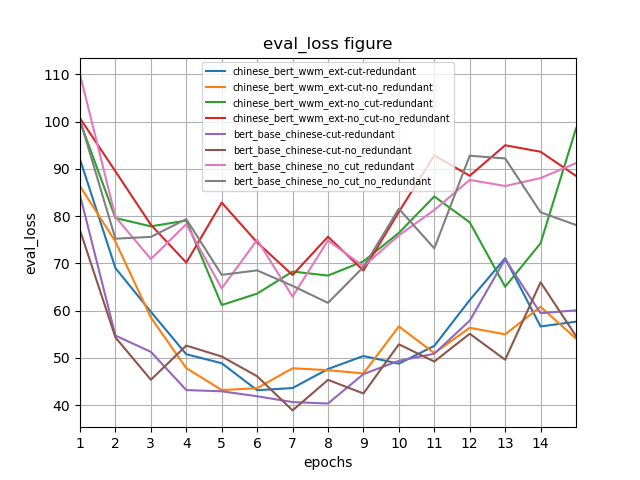 eval_loss figure
chinese_bert_wwm_ext-cut-redundant
chinese_bert_wwm_ext-cut-no_redundant
chinese_bert_wwm_ext-no_cut-redundant
chinese_bert_wwm_ext-no_cut-no_redundant
bert_base_chinese-cut-redundant
bert_base_chinese-cut-no_redundant
bert_base_chinese_no_cut_redundant
bert_base_chinese_no_cut_no_redundant
eval_loss
110
100
90
80
70
60
50
40
1 2 3 4 5 6 7 8 9 10 11 12 13 14
epochs